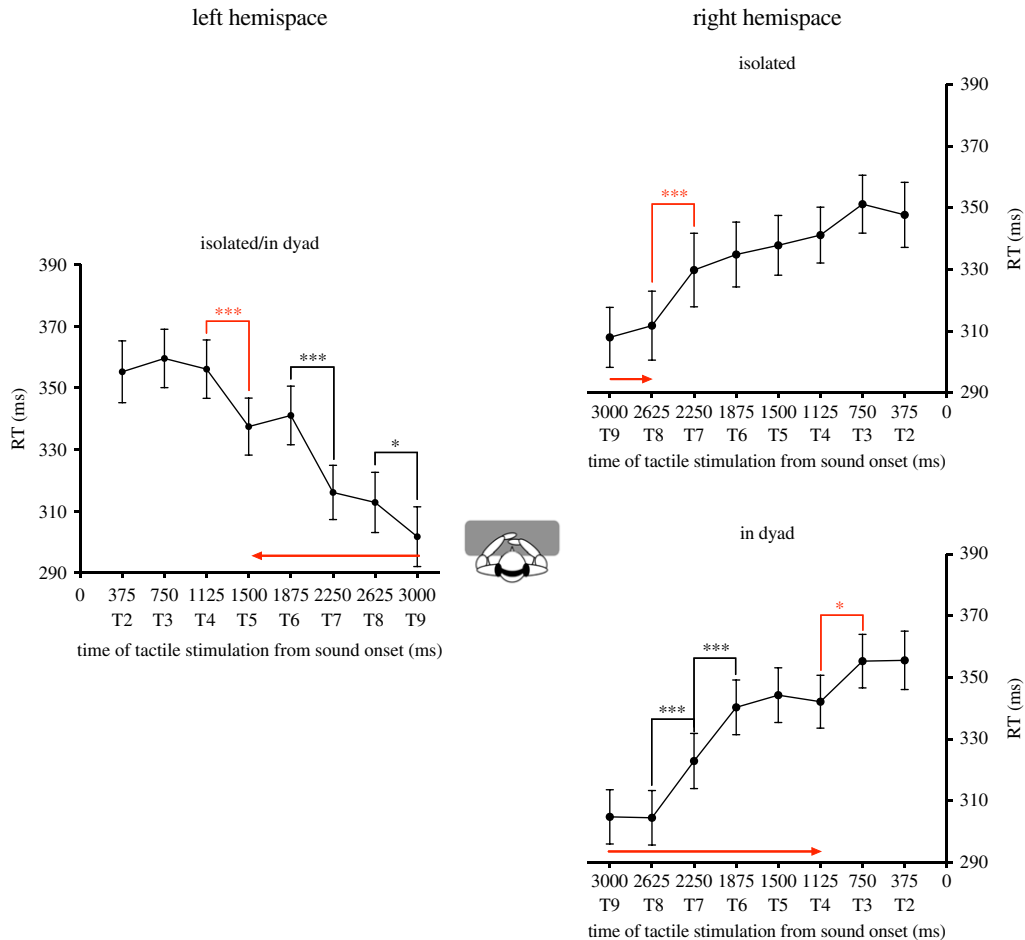 left hemispace
right hemispace
isolated/in dyad
390
370
350
330
310
290
RT (ms)
***
***
*
0 375 750 1125 1500 1875 2250 2625 3000
T2 T3 T4 T5 T6 T7 T8 T9
time of tactile stimulation from sound onset (ms)
isolated
390
370
350
330
310
290
RT (ms)
***
3000 2625 2250 1875 1500 1125 750 375 0
T9 T8 T7 T6 T5 T4 T3 T2
time of tactile stimulation from sound onset (ms)
in dyad
390
370
350
330
310
290
RT (ms)
*
***
***
3000 2625 2250 1875 1500 1125 750 375 0
T9 T8 T7 T6 T5 T4 T3 T2
time of tactile stimulation from sound onset (ms)